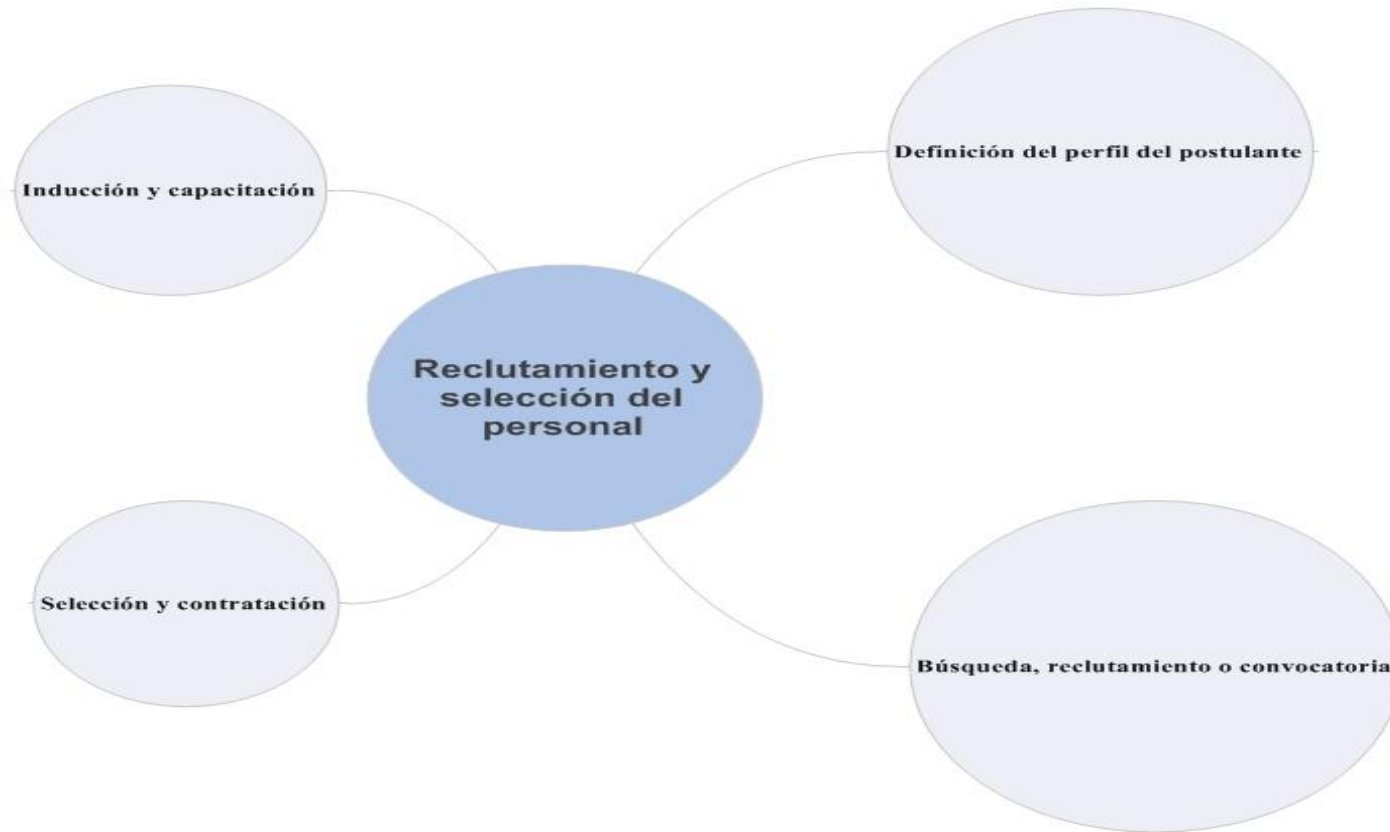 Inducción y capacitación
Definición del perfil del postulante
Reclutamiento y
selección del
personal
Selección y contratación
Búsqueda, reclutamiento o convocatoria